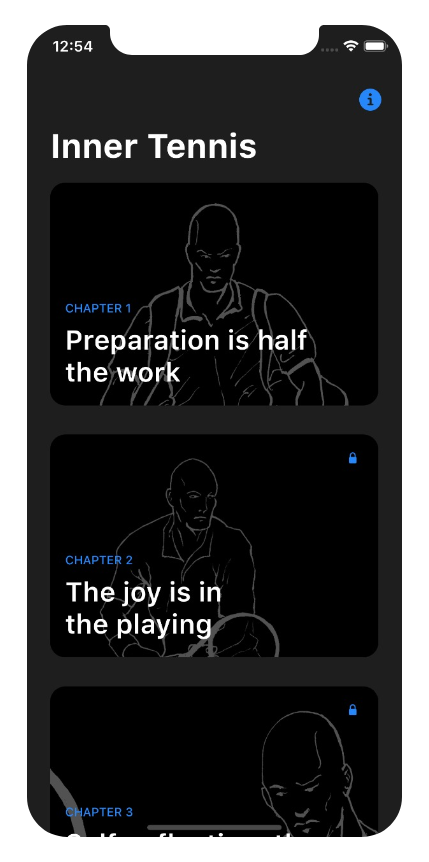 12:54
Inner Tennis
CHAPTER 1
Preparation is half
the work
CHAPTER 2
The joy is in
the playing
CHAPTER 3